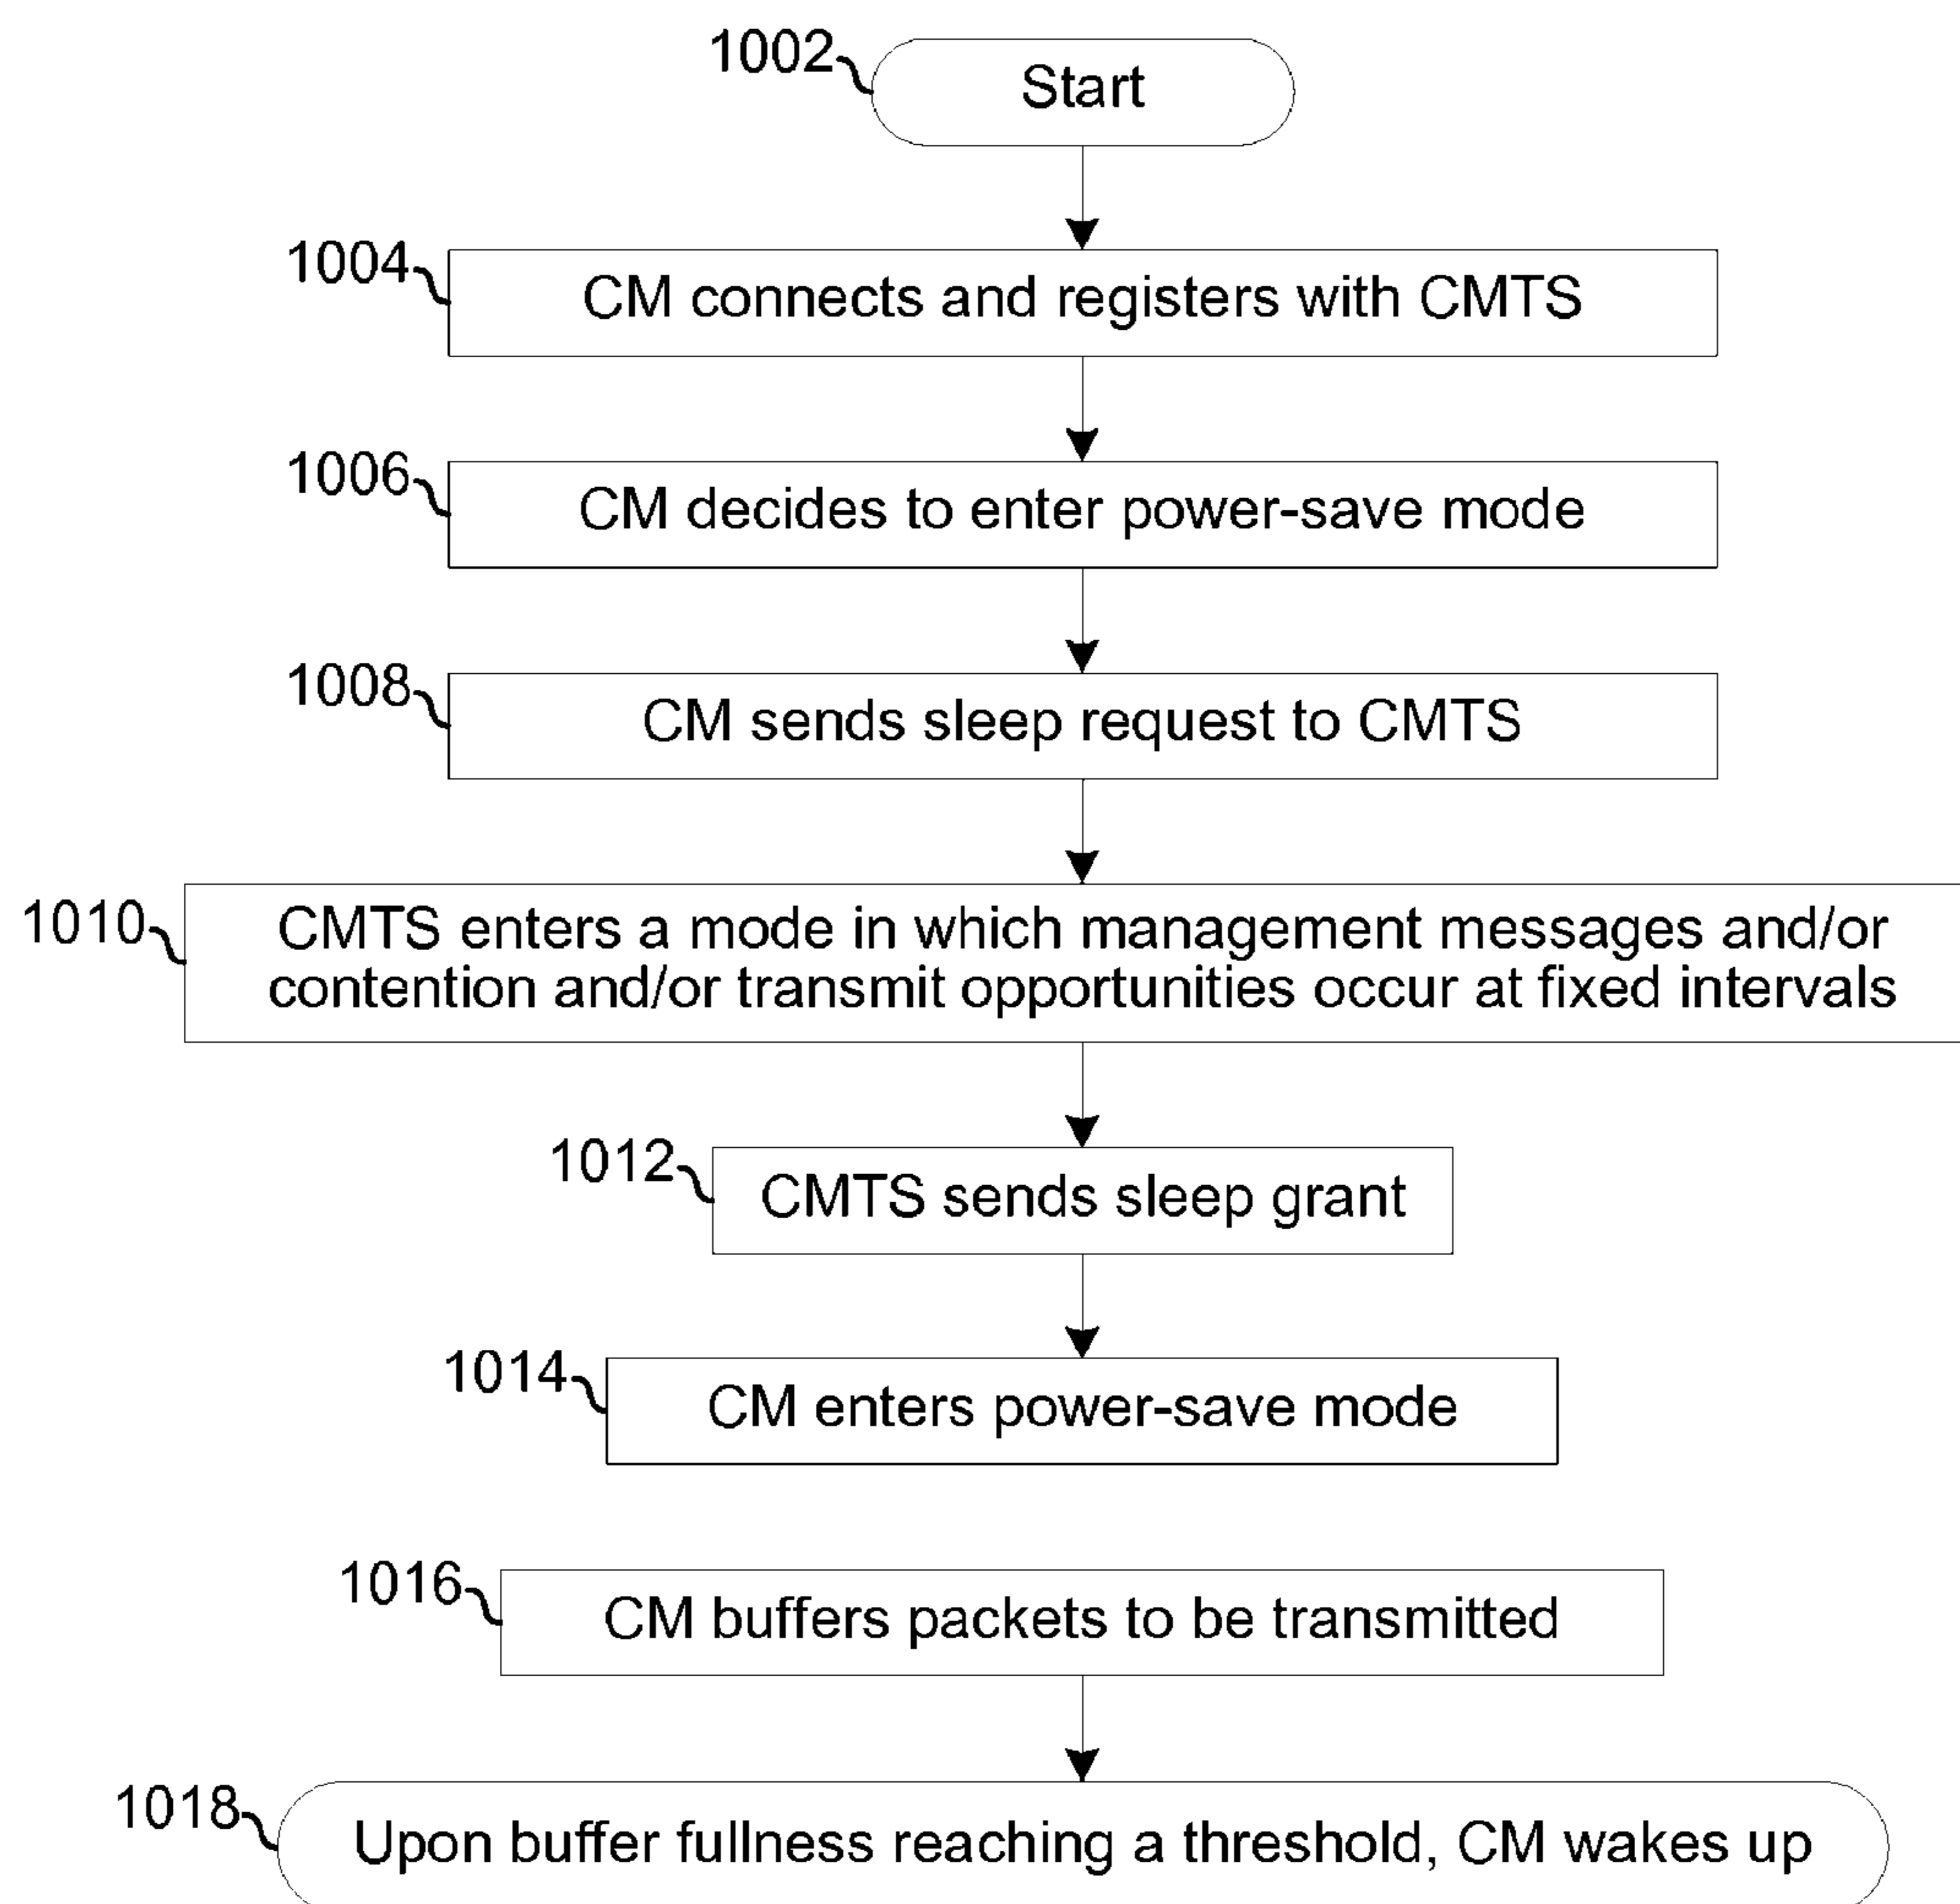 1002
Start
1004
CM connects and registers with CMTS
1006
CM decides to enter power-save mode
1008
CM sends sleep request to CMTS
1010
CMTS enters a mode in which management messages and/or
contention and/or transmit opportunities occur at fixed intervals
1012
CMTS sends sleep grant
1014
CM enters power-save mode
1016
CM buffers packets to be transmitted
1018
Upon buffer fullness reaching a threshold, CM wakes up